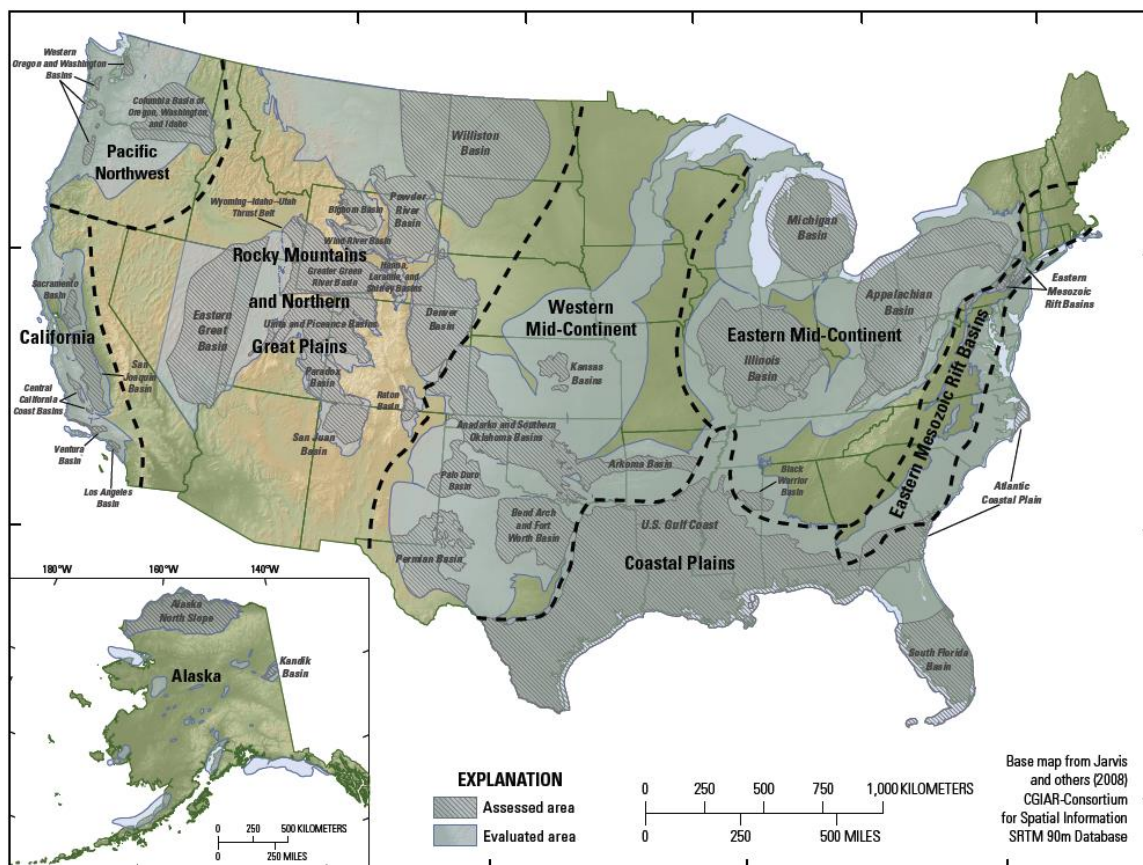 Western
Oregon and Washington
Basins
Columbia Basin of
Oregon, Washington,
and Idaho
Pacific
Northwest
Williston
Basin
Wyoming–Idaho–Utah
Thrust Belt
Bighorn Basin
Powder
River
Basin
Wind River Basin
Rocky Mountains
Greater Green
River Basin
Hanna,
Laramie, and
Shirley Basins
and Northern
Uinta and Piceance Basins
Great Plains
Eastern
Great
Basin
Denver
Basin
Paradox
Basin
Raton
Basin
San Juan
Basin
Sacramento
Basin
California
San
Joaquin
Basin
Central
California
Coast Basins
Ventura
Basin
Los Angeles
Basin
Western
Mid-Continent
Kansas
Basins
Anadarko and Southern
Oklahoma Basins
Palo Duro
Basin
Arkoma Basin
Bend Arch
and Fort
Worth Basin
Permian Basin
Michigan
Basin
Eastern Mid-Continent
Illinois
Basin
Appalachian
Basin
Eastern
Mesozoic
Rift Basins
Eastern Mesozoic Rift Basins
Black
Warrior
Basin
Atlantic
Coastal Plain
U.S. Gulf Coast
Coastal Plains
South Florida
Basin
180°W
160°W
140°W
Alaska
North Slope
Kandik
Basin
Alaska
0 250 500 KILOMETERS
0 250 MILES
EXPLANATION
Assessed area
Evaluated area
0 250 500 750 1,000 KILOMETERS
0 250 500 MILES
Base map from Jarvis
and others (2008)
CGIAR-Consortium
for Spatial Information
SRTM 90m Database